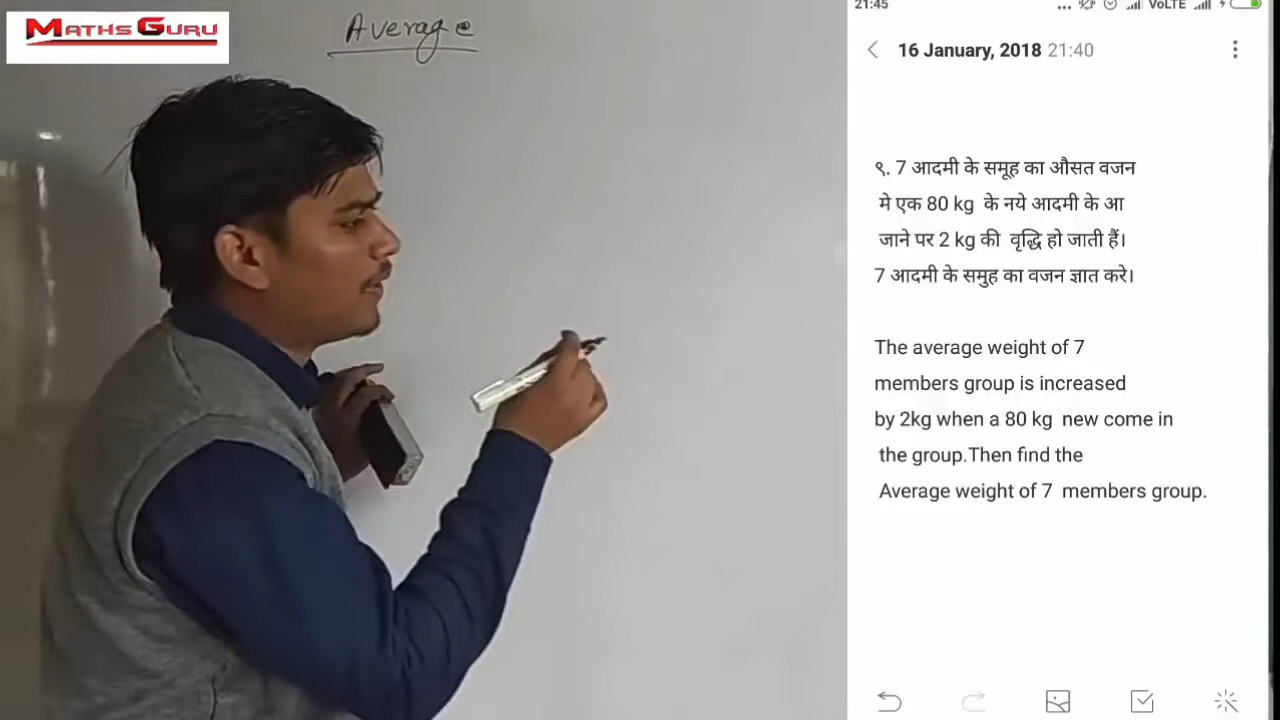 MATHS GURU
Average
21:45
... VoLTE
16 January, 2018 21:40
९. 7 आदमी के समूह का औसत वजन
मे एक 80 kg के नये आदमी के आ
जाने पर 2 kg की वृद्धि हो जाती हैं।
7 आदमी के समुह का वजन ज्ञात करे।
The average weight of 7
members group is increased
by 2kg when a 80 kg new come in
the group.Then find the
Average weight of 7 members group.